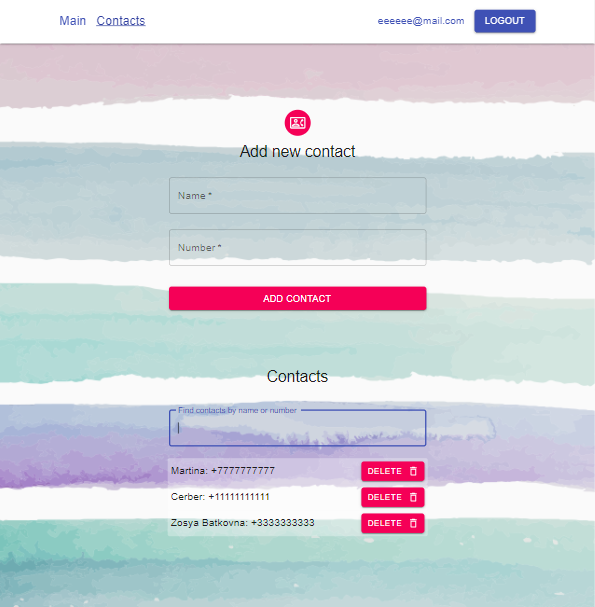 Main Contacts eeeeee@mail.com LOGOUT
Add new contact
Name *
Number *
ADD CONTACT
Contacts
Find contacts by name or number
Martina: +7777777777 DELETE
Cerber: +11111111111 DELETE
Zosya Batkovna: +3333333333 DELETE